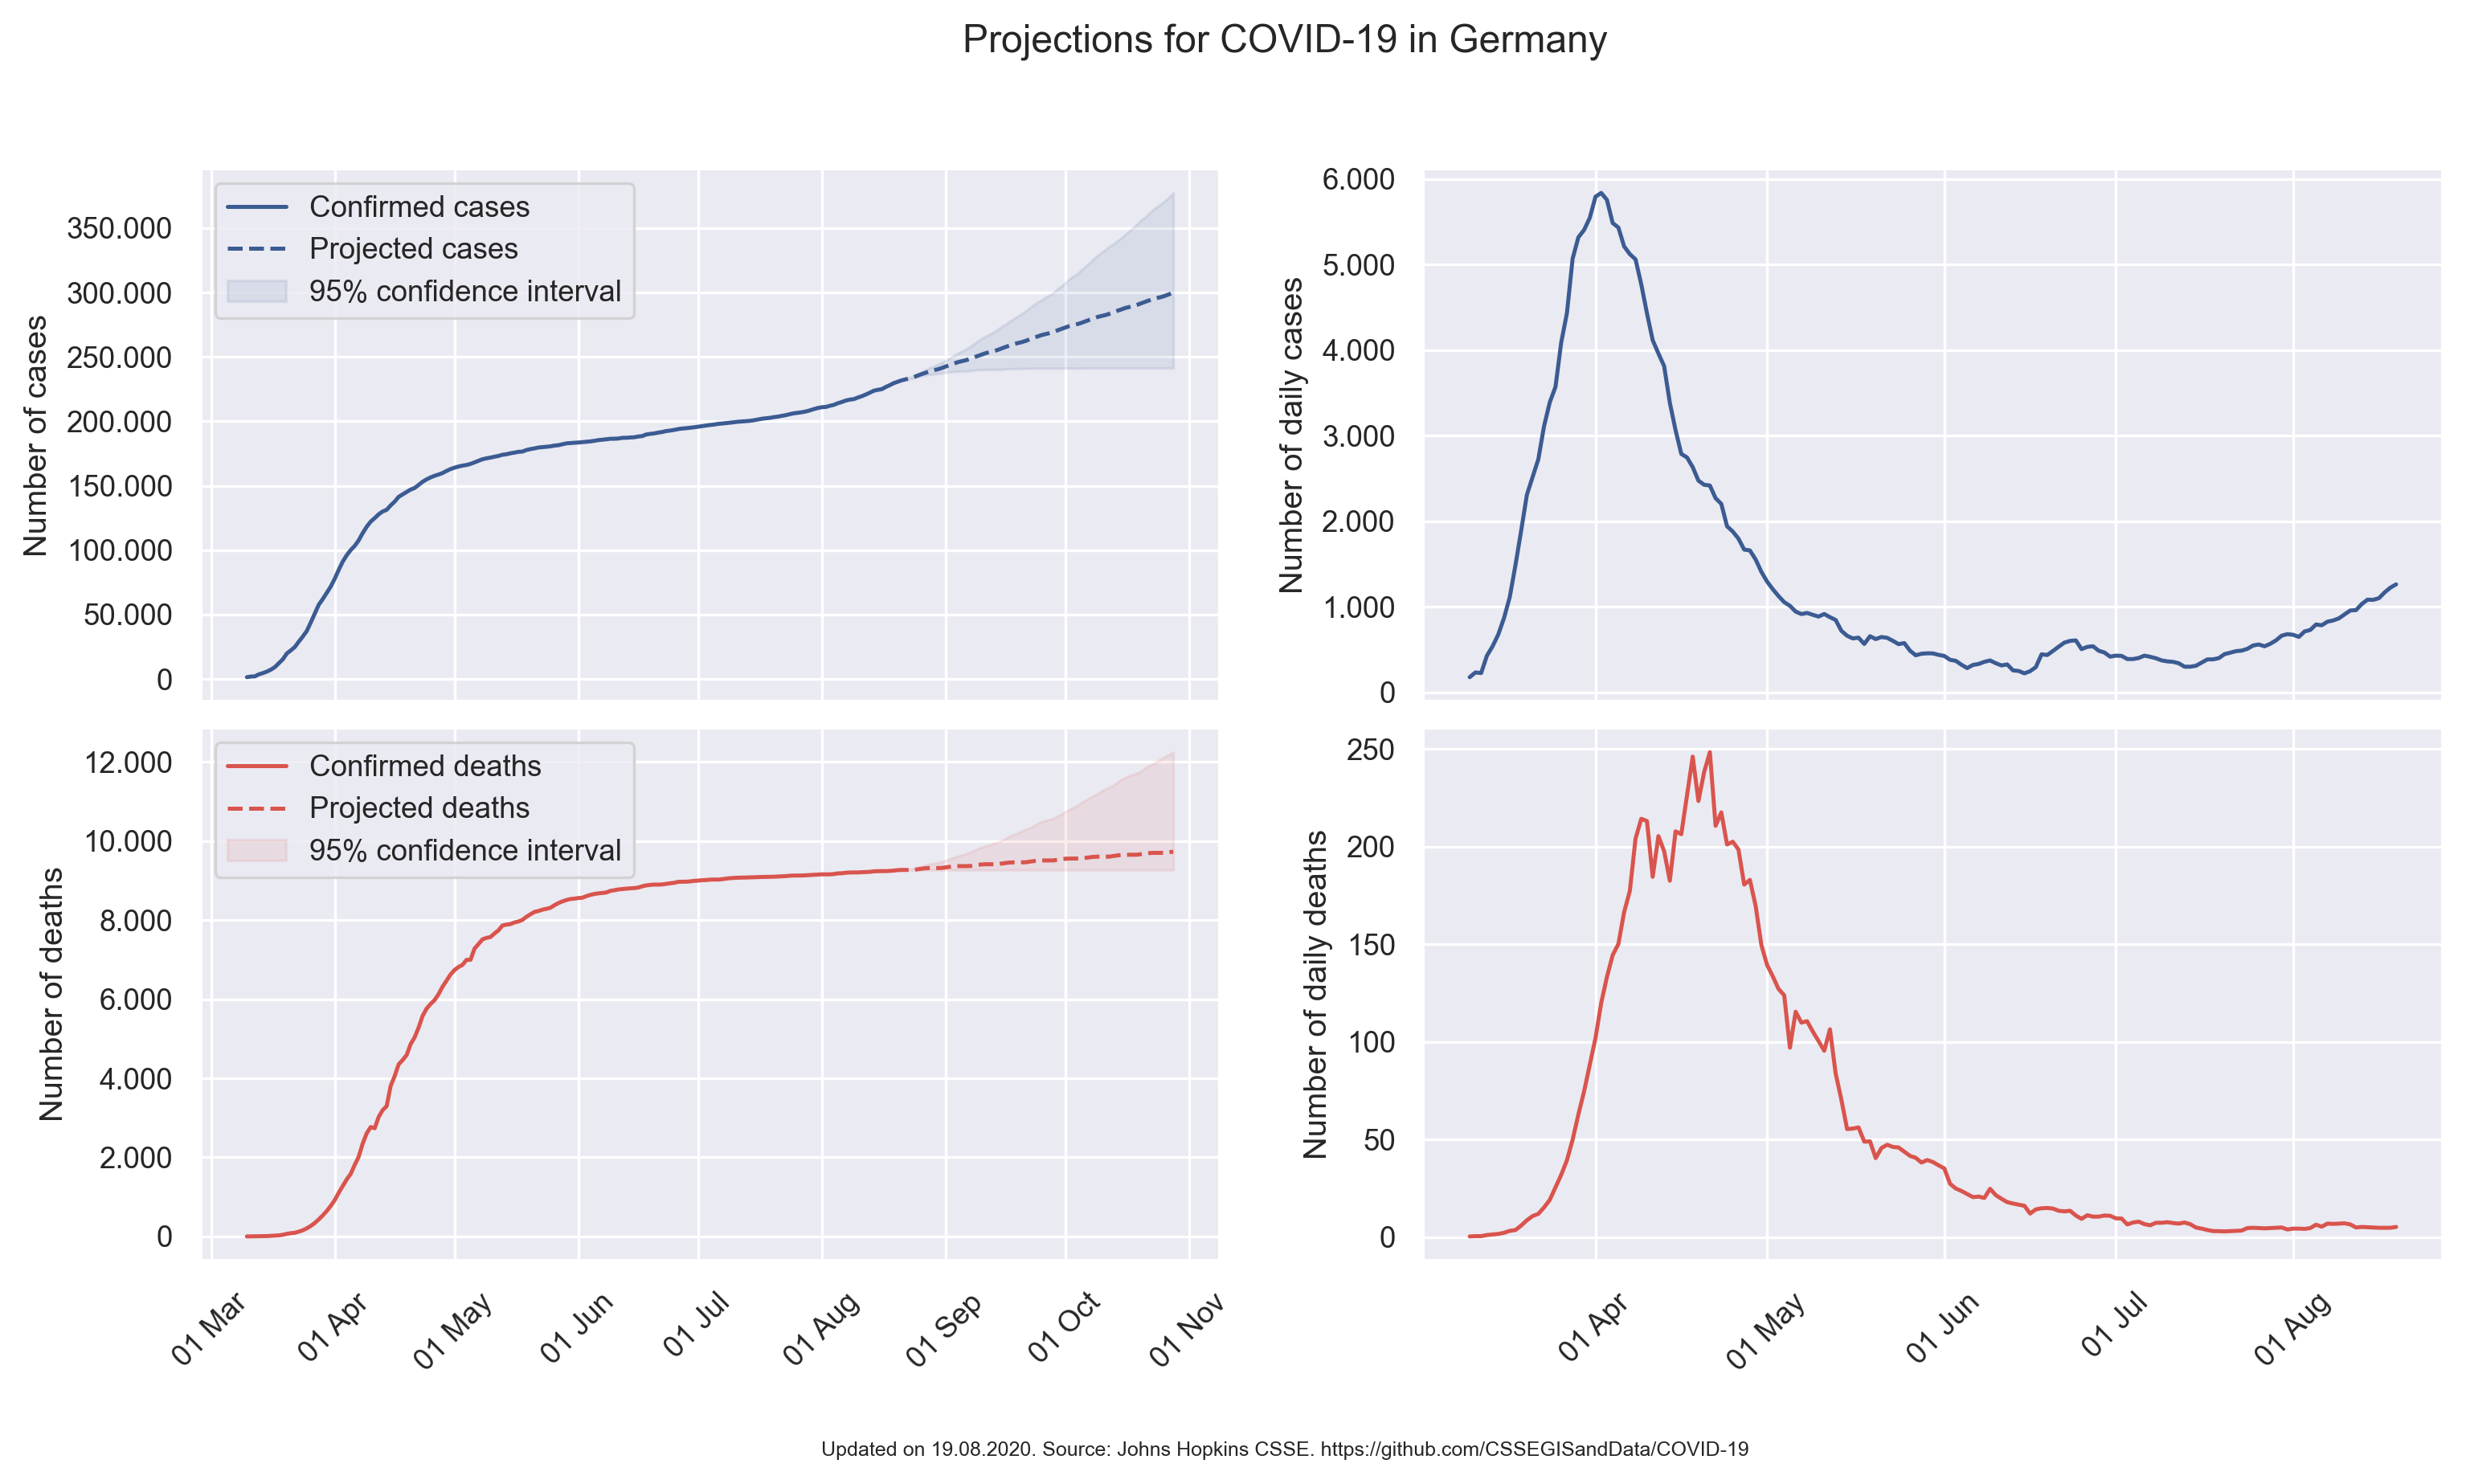 Projections for COVID-19 in Germany
Number of cases
350.000
300.000
250.000
200.000
150.000
100.000
50.000
0
Confirmed cases
Projected cases
95% confidence interval
Number of daily cases
6.000
5.000
4.000
3.000
2.000
1.000
0
Number of deaths
12.000
10.000
8.000
6.000
4.000
2.000
0
Confirmed deaths
Projected deaths
95% confidence interval
01 Mar
01 Apr
01 May
01 Jun
01 Jul
01 Aug
01 Sep
01 Oct
01 Nov
Number of daily deaths
250
200
150
100
50
0
01 Apr
01 May
01 Jun
01 Jul
01 Aug
Updated on 19.08.2020. Source: Johns Hopkins CSSE. https://github.com/CSSEGISandData/COVID-19